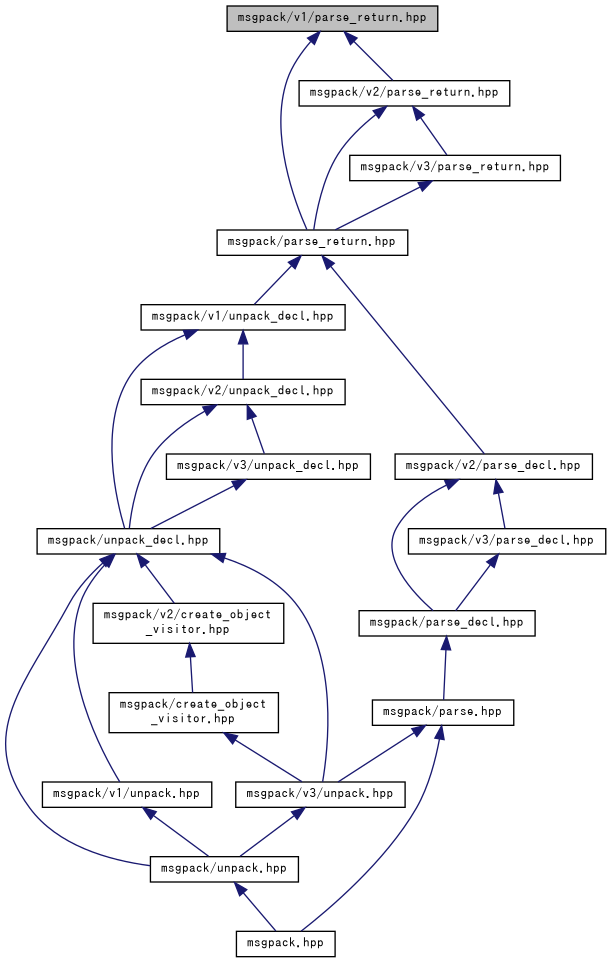 msgpack/v1/parse_return.hpp
msgpack/v2/parse_return.hpp
msgpack/v3/parse_return.hpp
msgpack/parse_return.hpp
msgpack/v1/unpack_decl.hpp
msgpack/v2/unpack_decl.hpp
msgpack/v3/unpack_decl.hpp
msgpack/v2/parse_decl.hpp
msgpack/unpack_decl.hpp
msgpack/v3/parse_decl.hpp
msgpack/v2/create_object
_visitor.hpp
msgpack/parse_decl.hpp
msgpack/create_object
_visitor.hpp
msgpack/parse.hpp
msgpack/v1/unpack.hpp
msgpack/v3/unpack.hpp
msgpack/unpack.hpp
msgpack.hpp